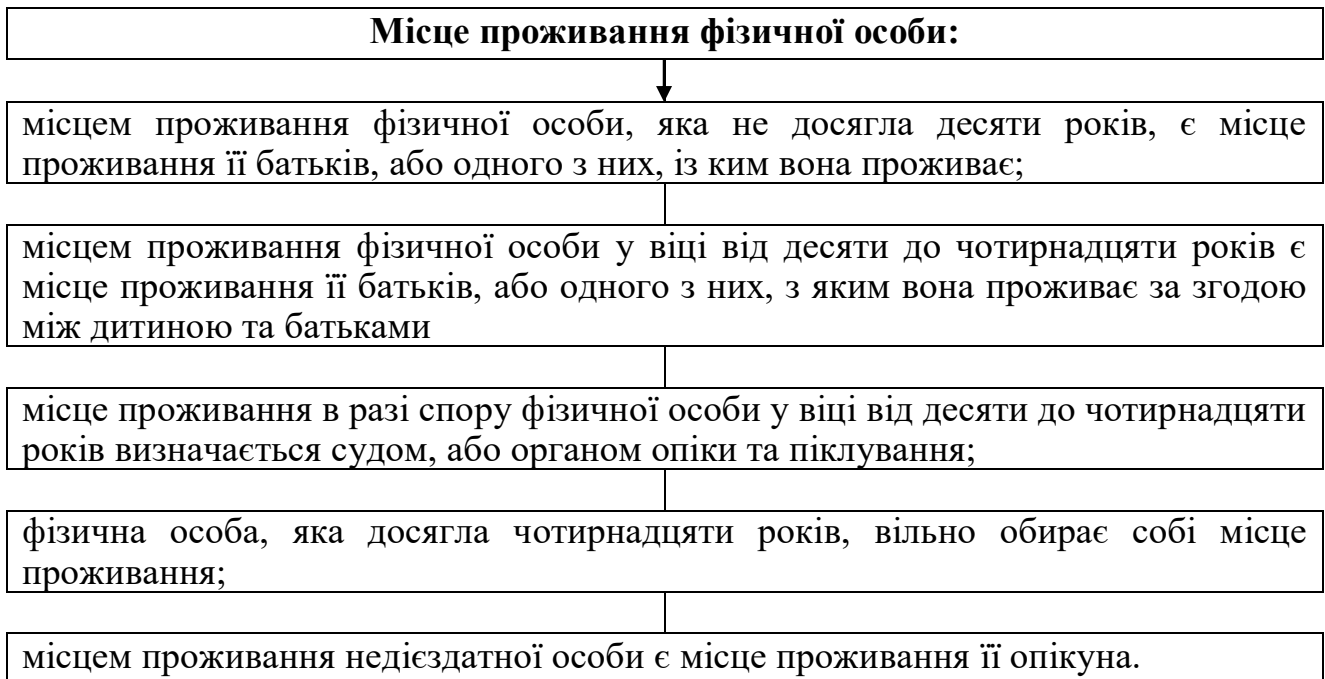 Місце проживання фізичної особи:
місцем проживання фізичної особи, яка не досягла десяти років, є місце
проживання її батьків, або одного з них, із ким вона проживає;
місцем проживання фізичної особи у віці від десяти до чотирнадцяти років є
місце проживання її батьків, або одного з них, з яким вона проживає за згодою
між дитиною та батьками
місце проживання в разі спору фізичної особи у віці від десяти до чотирнадцяти
років визначається судом, або органом опіки та піклування;
фізична особа, яка досягла чотирнадцяти років, вільно обирає собі місце
проживання;
місцем проживання недієздатної особи є місце проживання її опікуна.